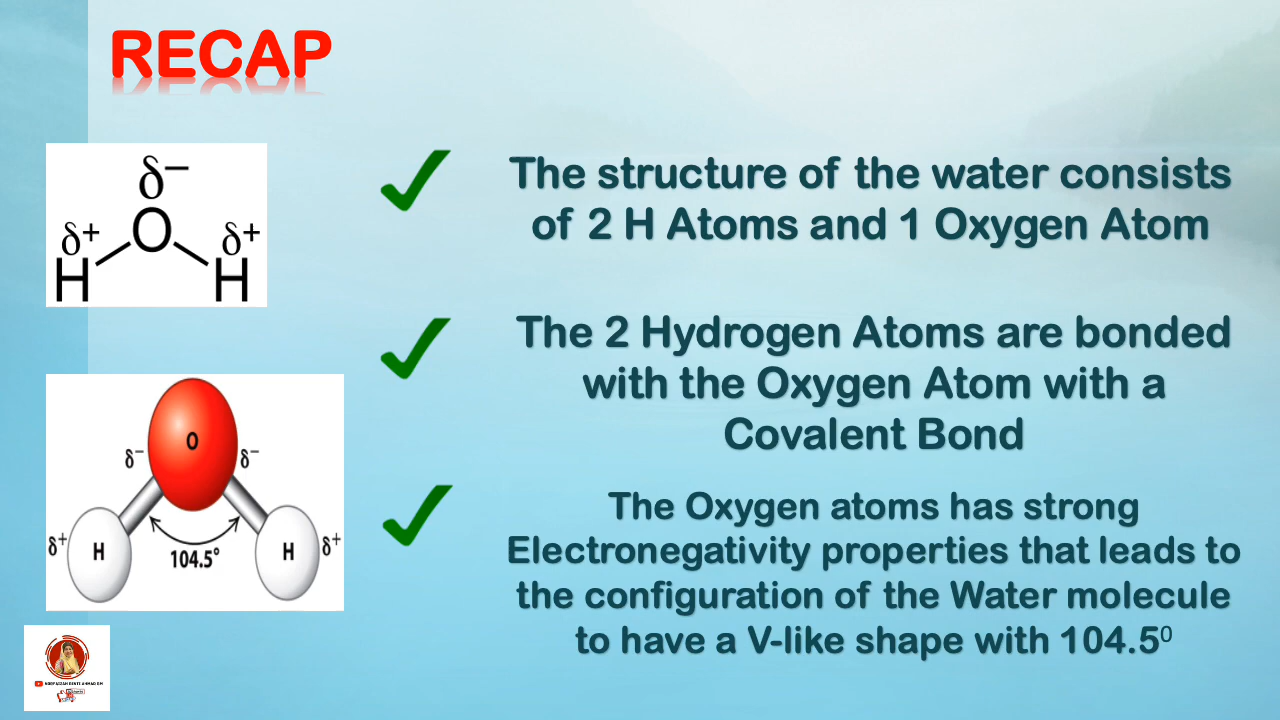 RECAP
δ−
δ+ O δ+
H H
The structure of the water consists
of 2 H Atoms and 1 Oxygen Atom
The 2 Hydrogen Atoms are bonded
with the Oxygen Atom with a
Covalent Bond
O
δ− δ−
δ+ H H δ+
104.5°
The Oxygen atoms has strong
Electronegativity properties that leads to
the configuration of the Water molecule
to have a V-like shape with 104.5⁰